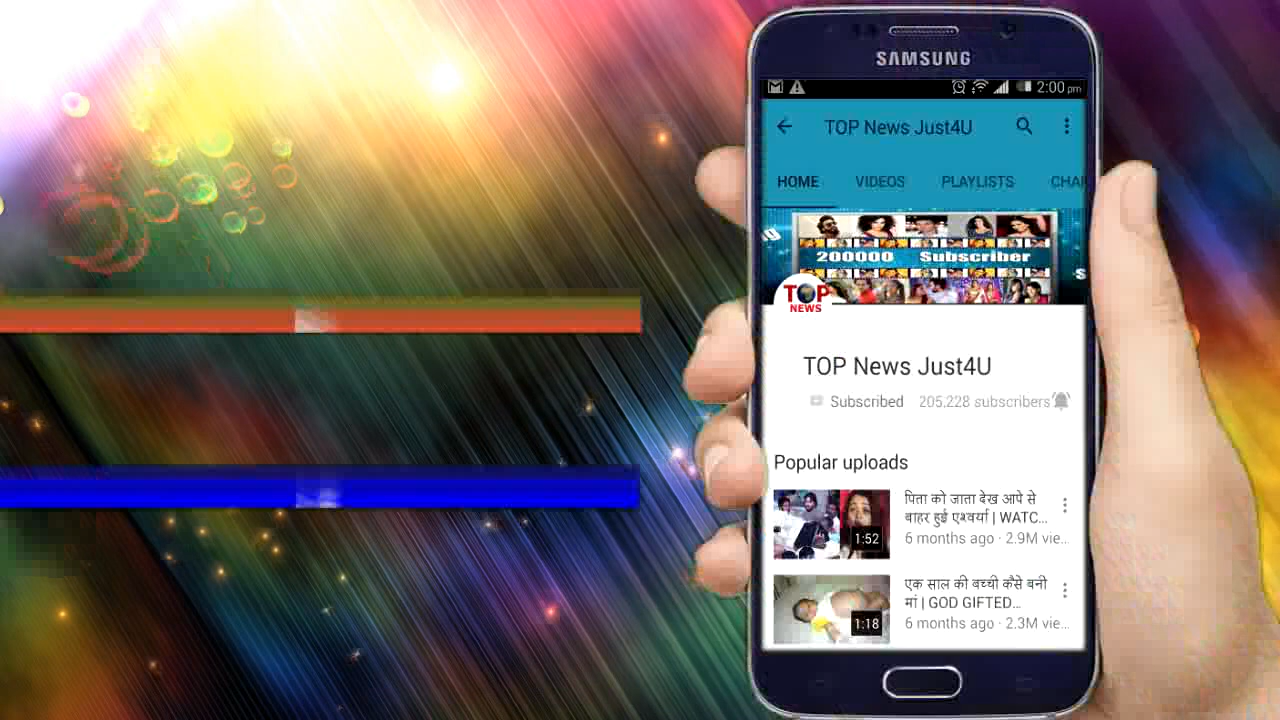 SAMSUNG
2:00 pm
TOP News Just4U
HOME VIDEOS PLAYLISTS CHA
200000 Subscriber
TOP
NEWS
TOP News Just4U
Subscribed 205,228 subscribers
Popular uploads
पिता को जाता देख आपे से
बाहर हुई एश्वर्या | WATC...
6 months ago · 2.9M vie...
1:52
एक साल की बच्ची कैसे बनी
मां | GOD GIFTED...
6 months ago · 2.3M vie...
1:18